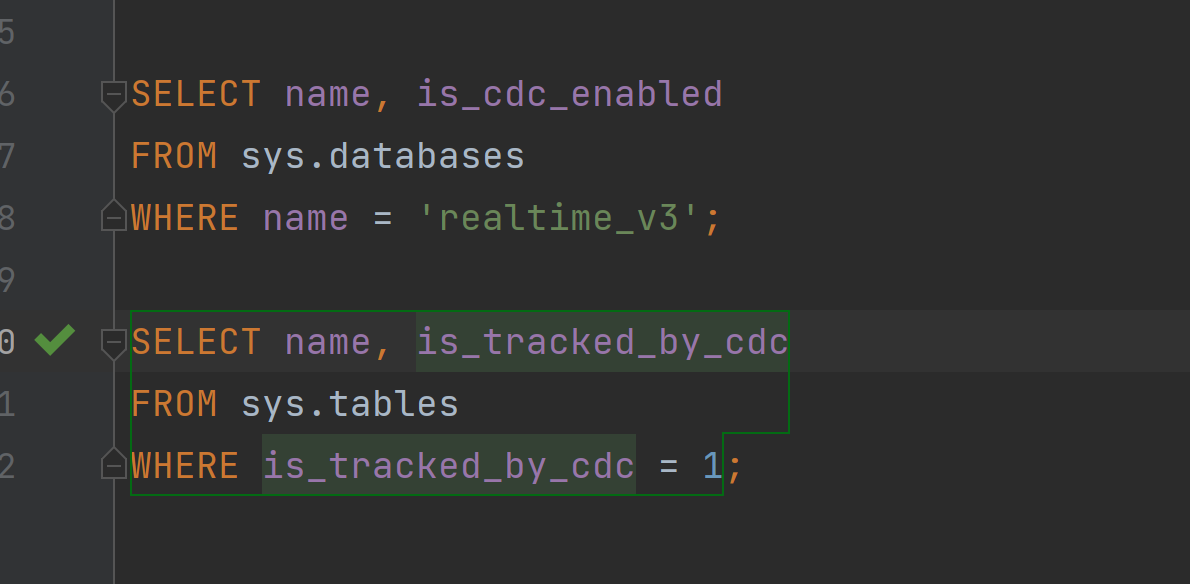 5
6 SELECT name, is_cdc_enabled
7 FROM sys.databases
8 WHERE name = 'realtime_v3';
9
0 SELECT name, is_tracked_by_cdc
1 FROM sys.tables
2 WHERE is_tracked_by_cdc = 1;